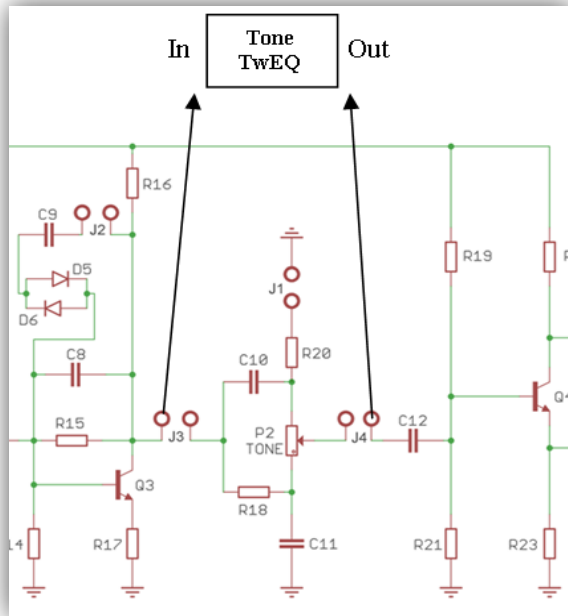 Tone
TwEQ
In
Out
R16
C9
J2
D5
D6
C8
R15
J3
Q3
R17
C10
J1
R20
P2
TONE
R18
C11
J4
C12
R19
R21
R23